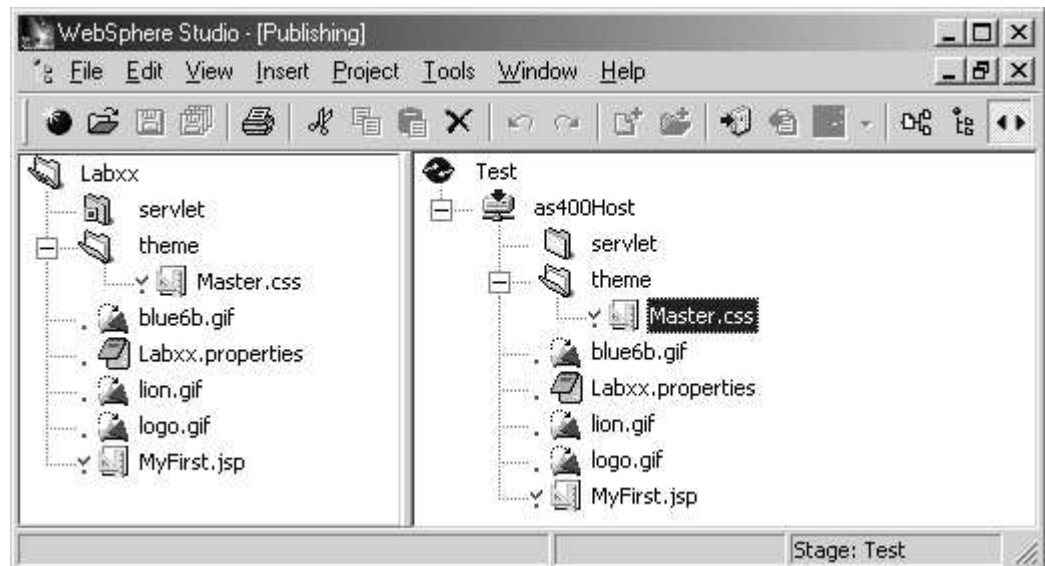 WebSphere Studio - [Publishing]
File Edit View Insert Project Tools Window Help
Labxx
servlet
theme
Master.css
blue6b.gif
Labxx.properties
lion.gif
logo.gif
MyFirst.jsp
Test
as400Host
servlet
theme
Master.css
blue6b.gif
Labxx.properties
lion.gif
logo.gif
MyFirst.jsp
Stage: Test